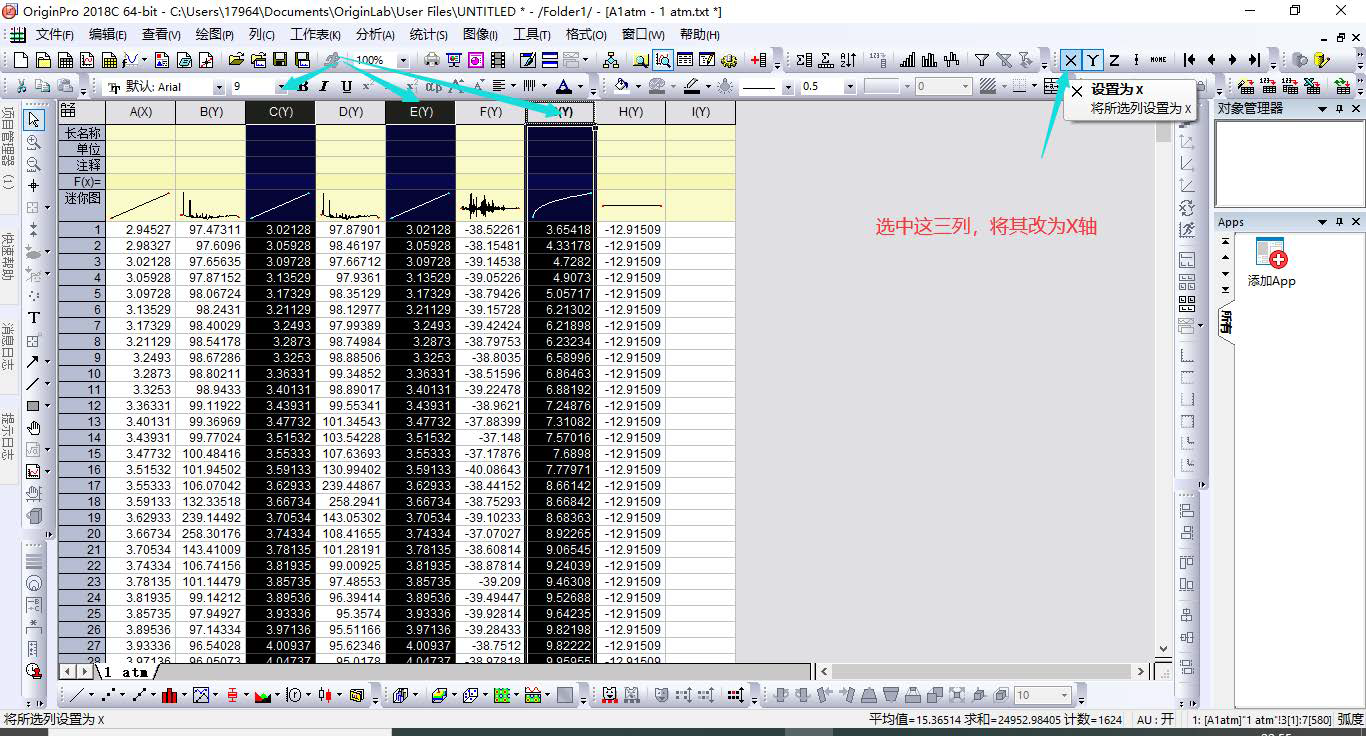 OriginPro 2018C 64-bit - C:\Users\17964\Documents\OriginLab\User Files\UNTITLED * - /Folder1/ - [A1atm - 1 atm.txt *]
文件(F) 编辑(E) 查看(V) 绘图(P) 列(C) 工作表(K) 分析(A) 统计(S) 图像(I) 工具(T) 格式(O) 窗口(W) 帮助(H)
100% X Y Z
默认: Arial 9 B I U αβ A 0.5 0
设置为 X
将所选列设置为 X
项目管理器 (1)
快速帮助
消息日志
提示日志
A(X) B(Y) C(Y) D(Y) E(Y) F(Y) (Y) H(Y) I(Y)
长名称
单位
注释
F(x)=
迷你图
1 2.94527 97.47311 3.02128 97.87901 3.02128 -38.52261 3.65418 -12.91509
2 2.98327 97.6096 3.05928 98.46197 3.05928 -38.15481 4.33178 -12.91509
3 3.02128 97.65635 3.09728 97.66712 3.09728 -39.14538 4.7282 -12.91509
4 3.05928 97.87152 3.13529 97.9361 3.13529 -39.05226 4.9073 -12.91509
5 3.09728 98.06724 3.17329 98.35129 3.17329 -38.79426 5.05717 -12.91509
6 3.13529 98.2431 3.21129 98.12977 3.21129 -39.15728 6.21302 -12.91509
7 3.17329 98.40029 3.2493 97.99389 3.2493 -39.42424 6.21898 -12.91509
8 3.21129 98.54178 3.2873 98.74984 3.2873 -38.79753 6.23234 -12.91509
9 3.2493 98.67286 3.3253 98.88506 3.3253 -38.8035 6.58996 -12.91509
10 3.2873 98.80211 3.36331 99.34852 3.36331 -38.51596 6.86463 -12.91509
11 3.3253 98.9433 3.40131 98.89017 3.40131 -39.22478 6.88192 -12.91509
12 3.36331 99.11922 3.43931 99.55341 3.43931 -38.9621 7.24876 -12.91509
13 3.40131 99.36969 3.47732 101.34543 3.47732 -37.88399 7.31082 -12.91509
14 3.43931 99.77024 3.51532 103.54228 3.51532 -37.148 7.57016 -12.91509
15 3.47732 100.48416 3.55333 107.63693 3.55333 -37.17876 7.6898 -12.91509
16 3.51532 101.94502 3.59133 130.99402 3.59133 -40.08643 7.77971 -12.91509
17 3.55333 106.07042 3.62933 239.44867 3.62933 -38.44152 8.66142 -12.91509
18 3.59133 132.33518 3.66734 258.2941 3.66734 -38.75293 8.66842 -12.91509
19 3.62933 239.14492 3.70534 143.05302 3.70534 -39.10233 8.68363 -12.91509
20 3.66734 258.30176 3.74334 108.41655 3.74334 -37.07027 8.92265 -12.91509
21 3.70534 143.41009 3.78135 101.28191 3.78135 -38.60814 9.06545 -12.91509
22 3.74334 106.74156 3.81935 99.00925 3.81935 -38.87814 9.24039 -12.91509
23 3.78135 101.14479 3.85735 97.48553 3.85735 -39.209 9.46308 -12.91509
24 3.81935 99.14212 3.89536 96.39414 3.89536 -39.49447 9.52688 -12.91509
25 3.85735 97.94927 3.93336 95.3574 3.93336 -39.92814 9.64235 -12.91509
26 3.89536 97.14334 3.97136 95.51166 3.97136 -39.28433 9.82198 -12.91509
27 3.93336 96.54028 4.00937 95.62346 4.00937 -38.7512 9.82222 -12.91509
28 3.97136 96.05073 4.04737 95.0178 4.04737 -38.97818 9.95955 -12.91509
选中这三列，将其改为X轴
对象管理器
Apps
添加App
所有
1 atm
10
将所选列设置为 X
平均值=15.36514 求和=24952.98405 计数=1624 AU : 开 1: [A1atm]"1 atm"!3[1]:7[580] 弧度